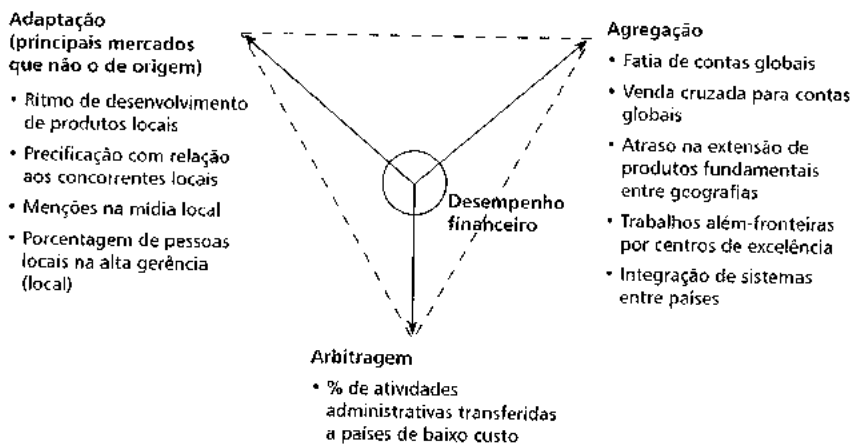 Adaptação
(principais mercados
que não o de origem)
• Ritmo de desenvolvimento
de produtos locais
• Precificação com relação
aos concorrentes locais
• Menções na mídia local
• Porcentagem de pessoas
locais na alta gerência
(local)
Agregação
• Fatia de contas globais
• Venda cruzada para contas
globais
• Atraso na extensão de
produtos fundamentais
entre geografias
• Trabalhos além-fronteiras
por centros de excelência
• Integração de sistemas
entre países
Desempenho
financeiro
Arbitragem
• % de atividades
administrativas transferidas
a países de baixo custo